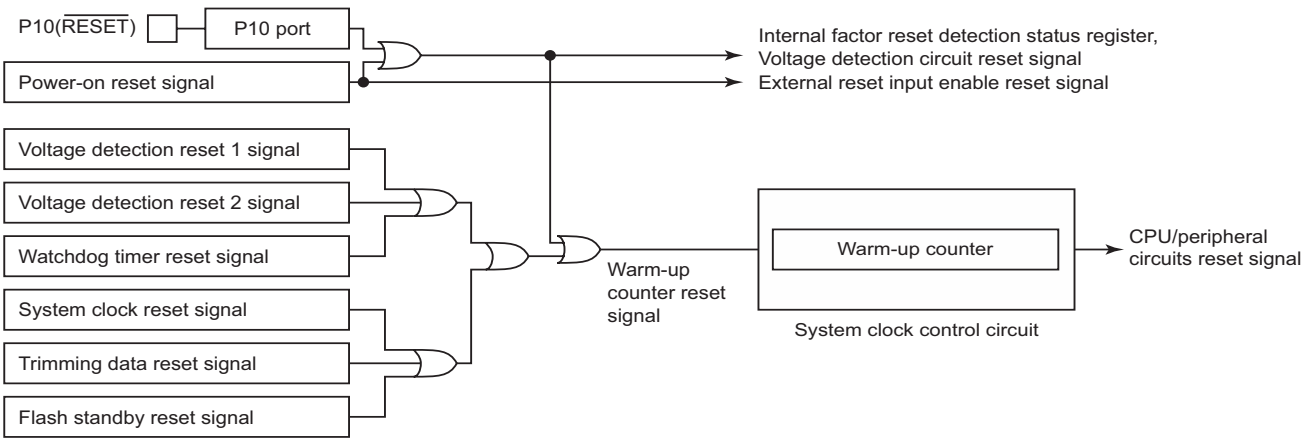 P10(RESET)
P10 port
Power-on reset signal
Internal factor reset detection status register,
Voltage detection circuit reset signal
External reset input enable reset signal
Voltage detection reset 1 signal
Voltage detection reset 2 signal
Watchdog timer reset signal
System clock reset signal
Trimming data reset signal
Flash standby reset signal
Warm-up
counter reset
signal
Warm-up counter
System clock control circuit
CPU/peripheral
circuits reset signal